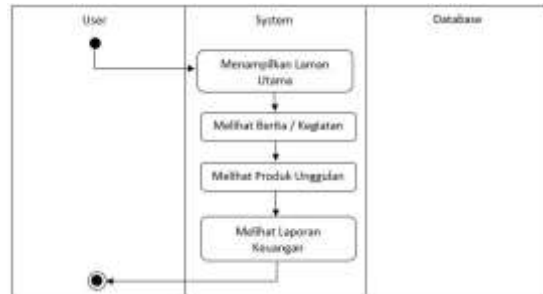 User
System
Database
Menampilkan Laman
Utama
Melihat Berita / Kegiatan
Melihat Produk Unggulan
Melihat Laporan
Keuangan